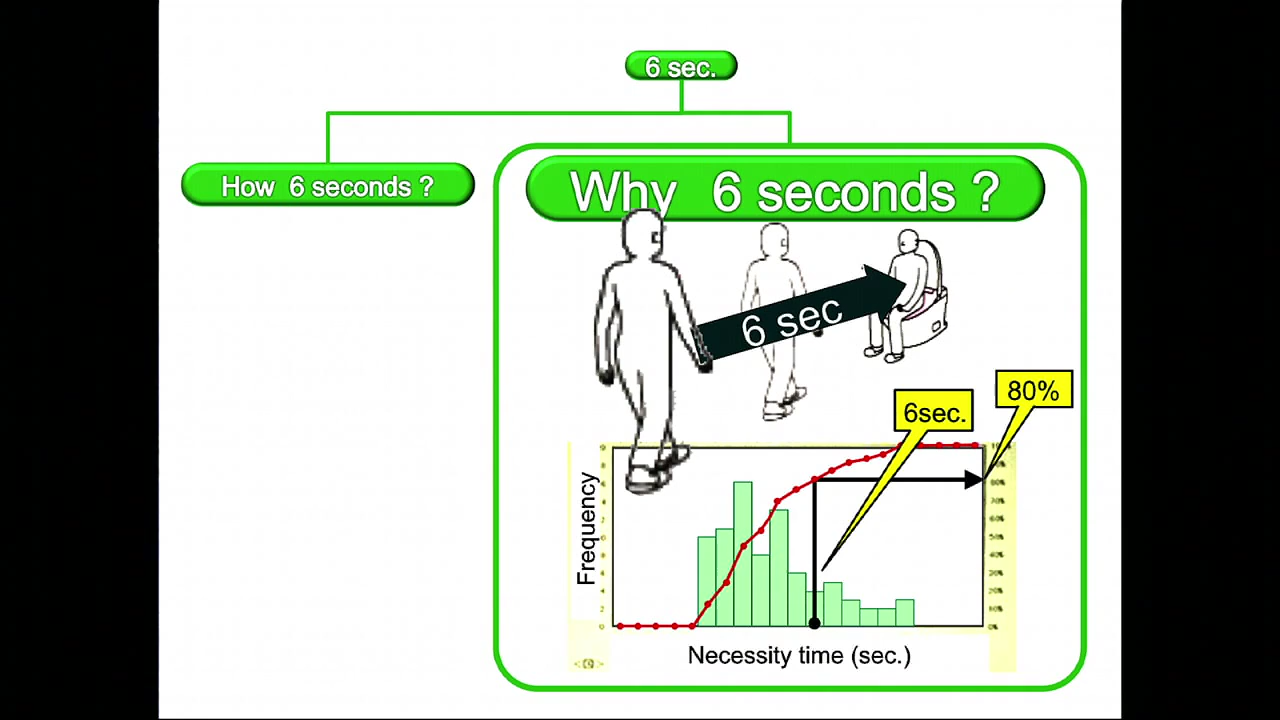 6 sec.
How 6 seconds ?
Why 6 seconds ?
6 sec
80%
6sec.
Frequency
Necessity time (sec.)